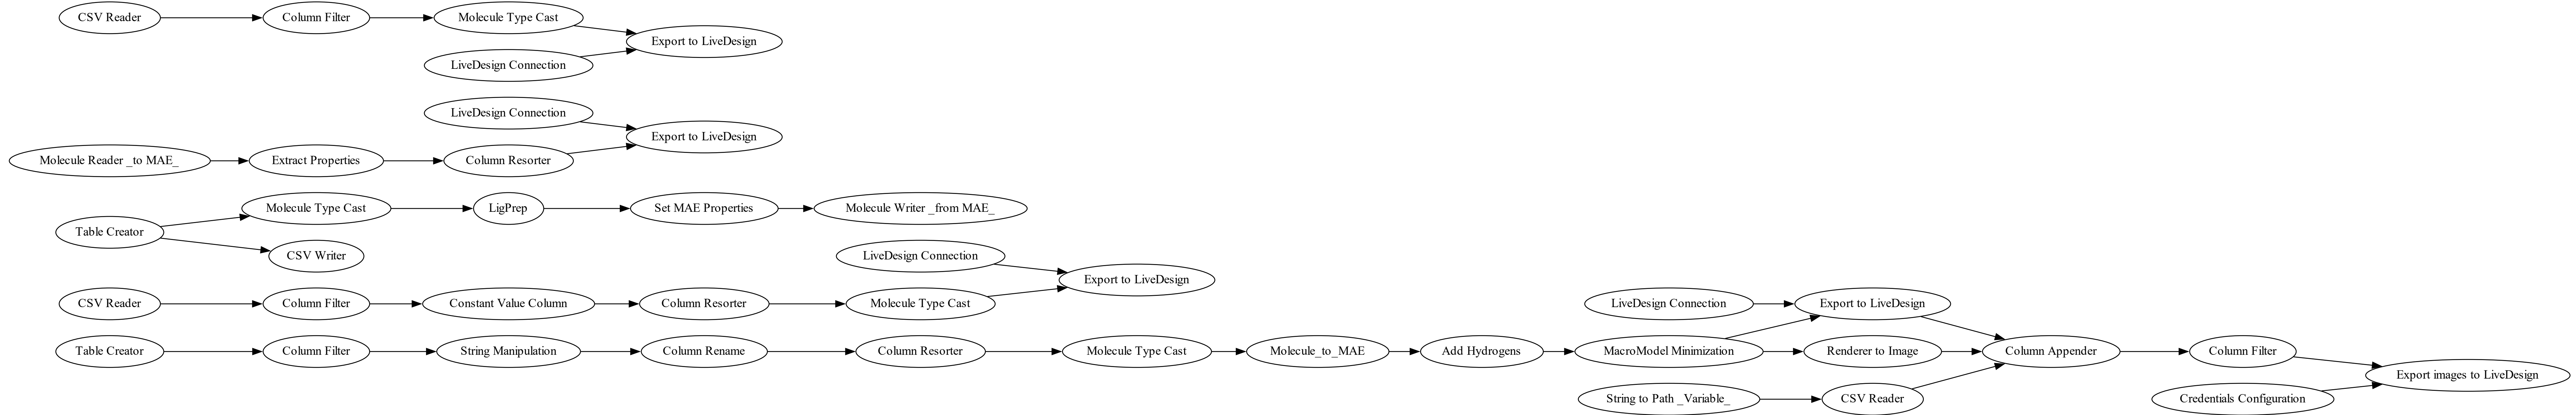 CSV Reader
Column Filter
Molecule Type Cast
Export to LiveDesign
LiveDesign Connection
LiveDesign Connection
Export to LiveDesign
Molecule Reader _to MAE_
Extract Properties
Column Resorter
Table Creator
Molecule Type Cast
LigPrep
Set MAE Properties
Molecule Writer _from MAE_
CSV Writer
LiveDesign Connection
Export to LiveDesign
CSV Reader
Column Filter
Constant Value Column
Column Resorter
Molecule Type Cast
Table Creator
Column Filter
String Manipulation
Column Rename
Column Resorter
Molecule Type Cast
Molecule_to_MAE
Add Hydrogens
MacroModel Minimization
LiveDesign Connection
Export to LiveDesign
Renderer to Image
Column Appender
String to Path _Variable_
CSV Reader
Column Filter
Export images to LiveDesign
Credentials Configuration